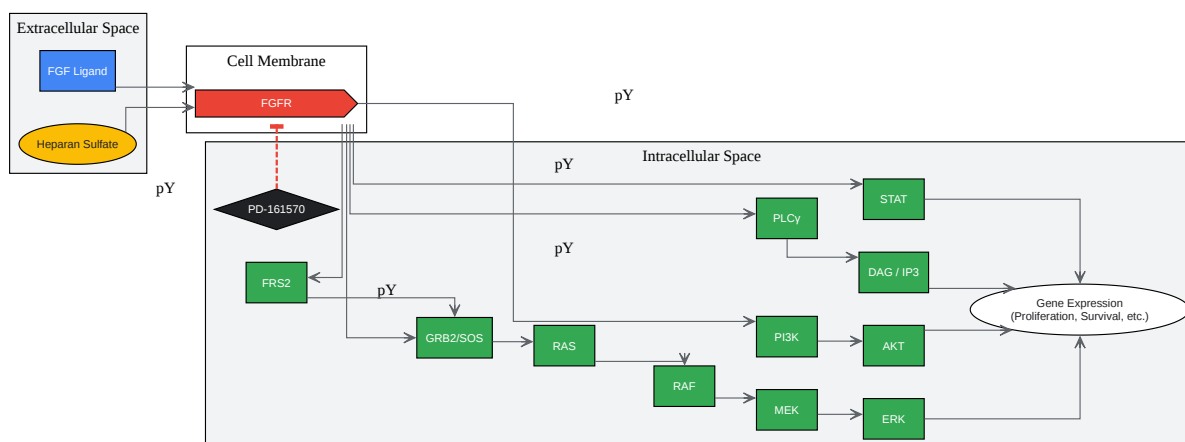 Extracellular Space
FGF Ligand
Heparan Sulfate
Cell Membrane
FGFR
pY
pY
Intracellular Space
pY
PD-161570
STAT
PLCγ
pY
DAG / IP3
FRS2
pY
Gene Expression
(Proliferation, Survival, etc.)
GRB2/SOS
RAS
PI3K
AKT
RAF
MEK
ERK